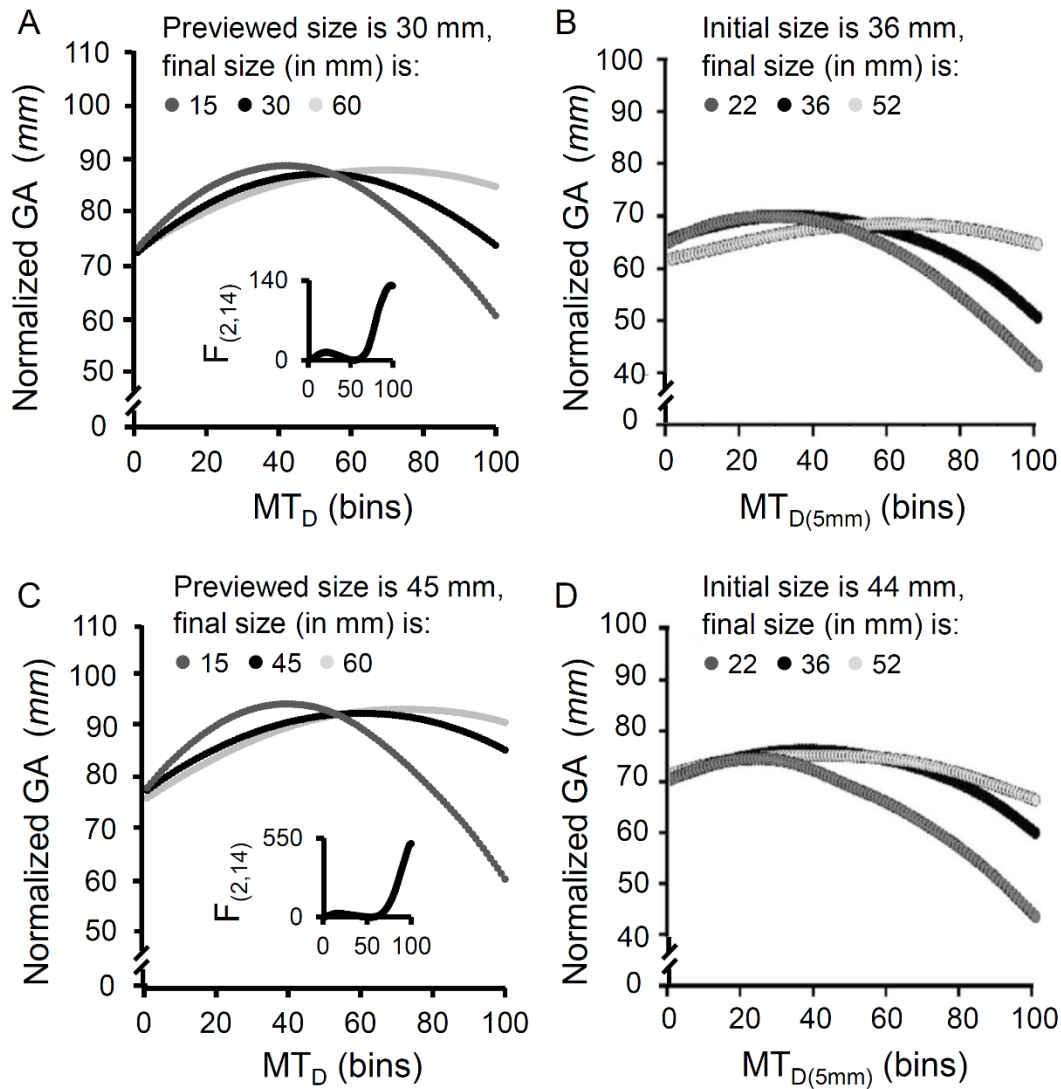 A
Previewed size is 30 mm,
final size (in mm) is:
15 30 60
Normalized GA (mm)
110
100
90
80
70
60
50
0
0 20 40 60 80 100
MTD (bins)
F(2,14)
140
0
0 50 100
B
Initial size is 36 mm,
final size (in mm) is:
22 36 52
Normalized GA (mm)
100
90
80
70
60
50
40
0
0 20 40 60 80 100
MTD(5mm) (bins)
C
Previewed size is 45 mm,
final size (in mm) is:
15 45 60
Normalized GA (mm)
110
100
90
80
70
60
50
0
0 20 40 60 80 100
MTD (bins)
F(2,14)
550
0
0 50 100
D
Initial size is 44 mm,
final size (in mm) is:
22 36 52
Normalized GA (mm)
100
90
80
70
60
50
40
0
0 20 40 60 80 100
MTD(5mm) (bins)